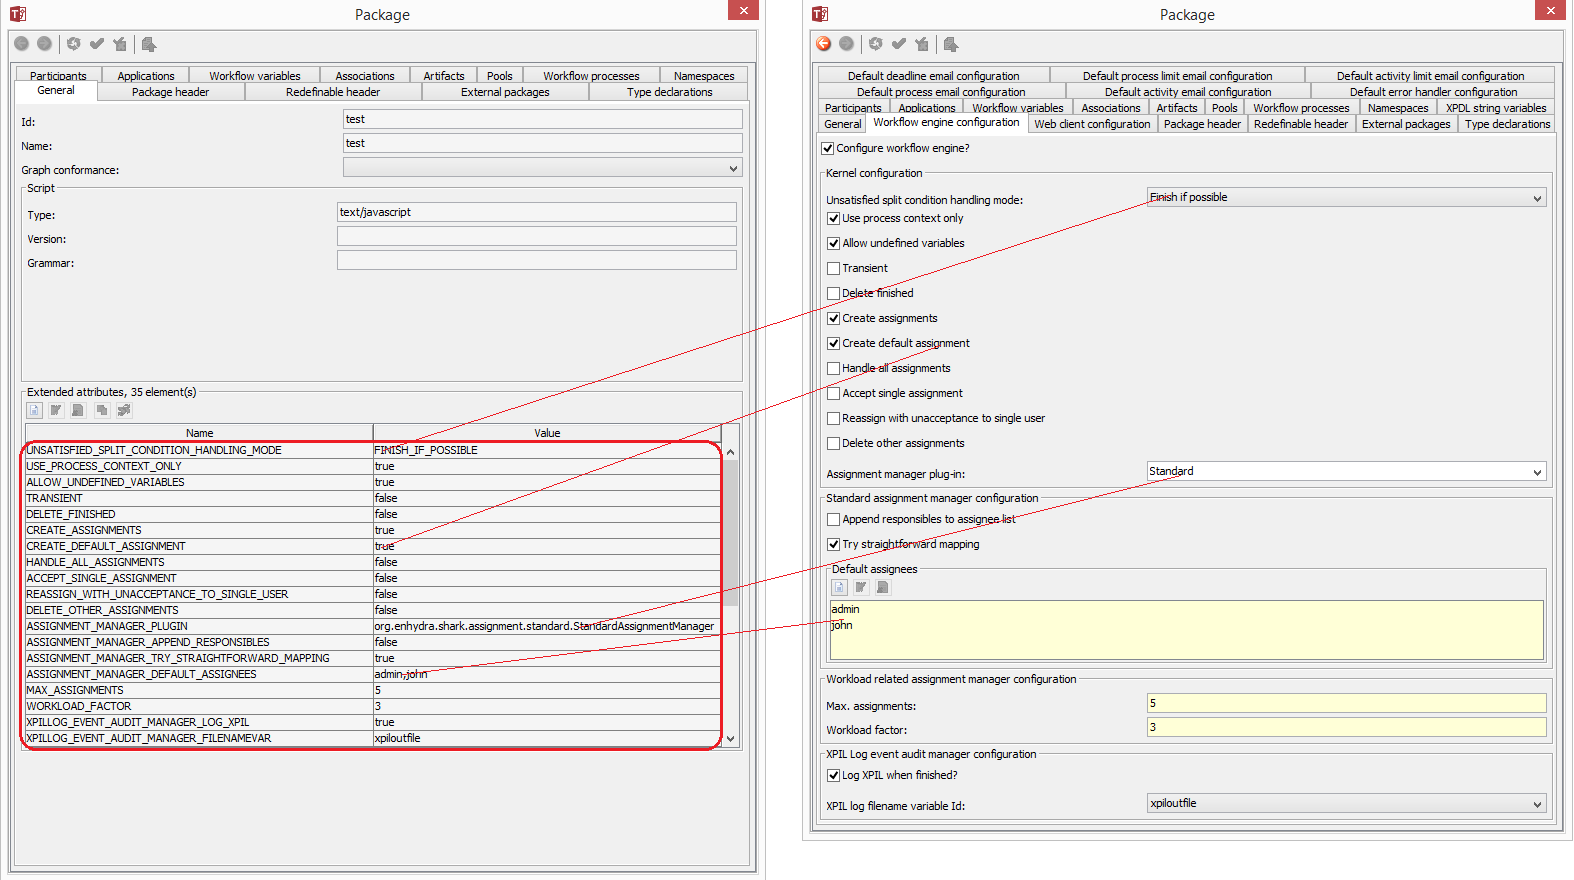 Package
Participants Applications Workflow variables Associations Artifacts Pools Workflow processes Namespaces
General Package header Redefinable header External packages Type declarations
Id: test
Name: test
Graph conformance:
Script
Type: text/javascript
Version:
Grammar:
Extended attributes, 35 element(s)
Name Value
UNSATISFIED_SPLIT_CONDITION_HANDLING_MODE FINISH_IF_POSSIBLE
USE_PROCESS_CONTEXT_ONLY true
ALLOW_UNDEFINED_VARIABLES true
TRANSIENT false
DELETE_FINISHED false
CREATE_ASSIGNMENTS true
CREATE_DEFAULT_ASSIGNMENT true
HANDLE_ALL_ASSIGNMENTS false
ACCEPT_SINGLE_ASSIGNMENT false
REASSIGN_WITH_UNACCEPTANCE_TO_SINGLE_USER false
DELETE_OTHER_ASSIGNMENTS false
ASSIGNMENT_MANAGER_PLUGIN org.enhydra.shark.assignment.standard.StandardAssignmentManager
ASSIGNMENT_MANAGER_APPEND_RESPONSIBLES false
ASSIGNMENT_MANAGER_TRY_STRAIGHTFORWARD_MAPPING true
ASSIGNMENT_MANAGER_DEFAULT_ASSIGNEES admin,john
MAX_ASSIGNMENTS 5
WORKLOAD_FACTOR 3
XPILLOG_EVENT_AUDIT_MANAGER_LOG_XPIL true
XPILLOG_EVENT_AUDIT_MANAGER_FILENAMEVAR xpiloutfile
Package
Default deadline email configuration Default process limit email configuration Default activity limit email configuration
Default process email configuration Default activity email configuration Default error handler configuration
Participants Applications Workflow variables Associations Artifacts Pools Workflow processes Namespaces XPDL string variables
General Workflow engine configuration Web client configuration Package header Redefinable header External packages Type declarations
Configure workflow engine?
Kernel configuration
Unsatisfied split condition handling mode: Finish if possible
Use process context only
Allow undefined variables
Transient
Delete finished
Create assignments
Create default assignment
Handle all assignments
Accept single assignment
Reassign with unacceptance to single user
Delete other assignments
Assignment manager plug-in: Standard
Standard assignment manager configuration
Append responsibles to assignee list
Try straightforward mapping
Default assignees
admin
john
Workload related assignment manager configuration
Max. assignments: 5
Workload factor: 3
XPIL Log event audit manager configuration
Log XPIL when finished?
XPIL log filename variable Id: xpiloutfile